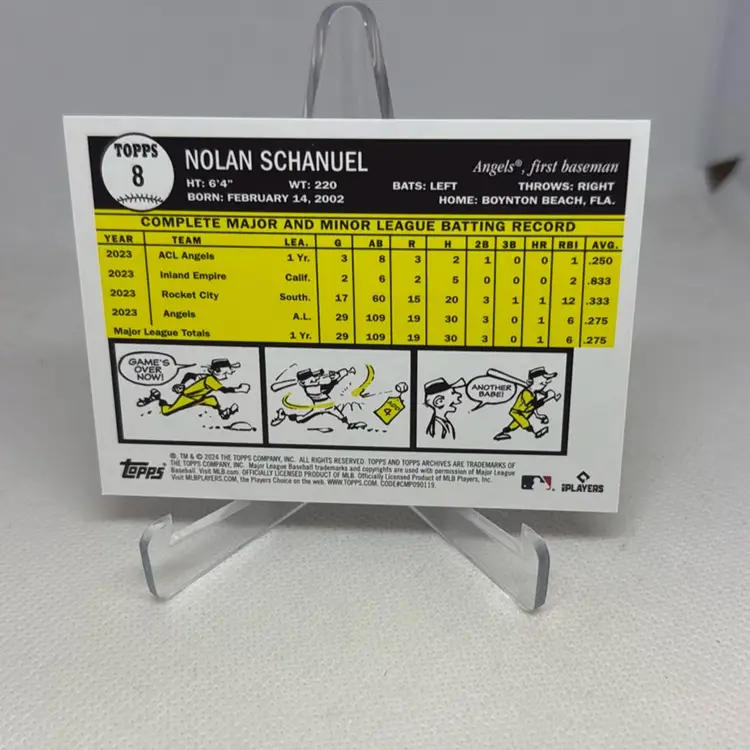 TOPPS
8
NOLAN SCHANUEL
Angels®, first baseman
HT: 6'4" WT: 220 BATS: LEFT THROWS: RIGHT
BORN: FEBRUARY 14, 2002 HOME: BOYNTON BEACH, FLA.
COMPLETE MAJOR AND MINOR LEAGUE BATTING RECORD
YEAR TEAM LEA. G AB R H 2B 3B HR RBI AVG.
2023 ACL Angels 1 Yr. 3 8 3 2 1 0 0 1 .250
2023 Inland Empire Calif. 2 6 2 5 0 0 0 2 .833
2023 Rocket City South. 17 60 15 20 3 1 1 12 .333
2023 Angels A.L. 29 109 19 30 3 0 1 6 .275
Major League Totals 1 Yr. 29 109 19 30 3 0 1 6 .275
GAME'S
OVER
NOW!
ANOTHER
BABE!
topps
®, TM & © 2024 THE TOPPS COMPANY, INC. ALL RIGHTS RESERVED. TOPPS AND TOPPS ARCHIVES ARE TRADEMARKS OF
THE TOPPS COMPANY, INC. Major League Baseball trademarks and copyrights are used with permission of Major League
Baseball. Visit MLB.com. OFFICIALLY LICENSED PRODUCT OF MLB. Officially Licensed Product of MLB Players, Inc.
Visit MLBPLAYERS.COM, the Players Choice on the web. WWW.TOPPS.COM. CODE#CMP090119.
PLAYERS